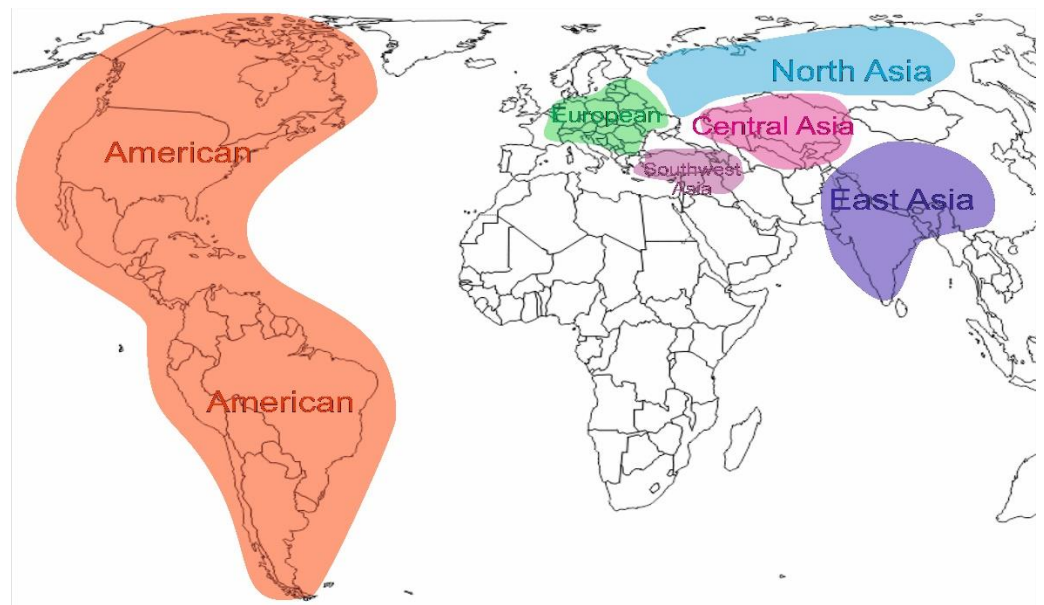 North Asia
European
Central Asia
American
Southwest
Asia
East Asia
American